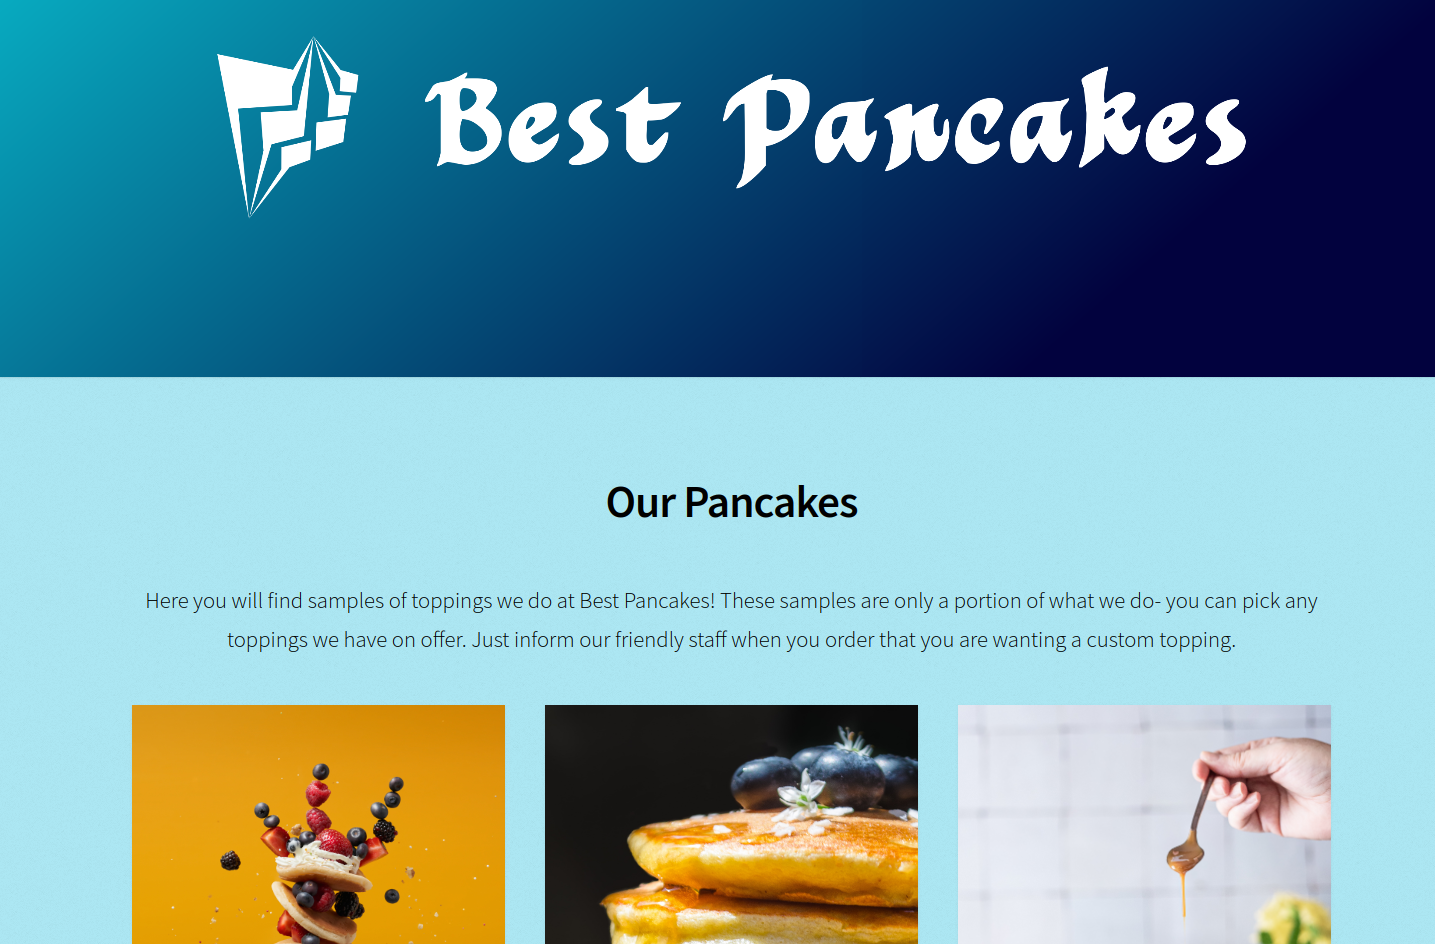 Best Pancakes
Our Pancakes
Here you will find samples of toppings we do at Best Pancakes! These samples are only a portion of what we do- you can pick any
toppings we have on offer. Just inform our friendly staff when you order that you are wanting a custom topping.